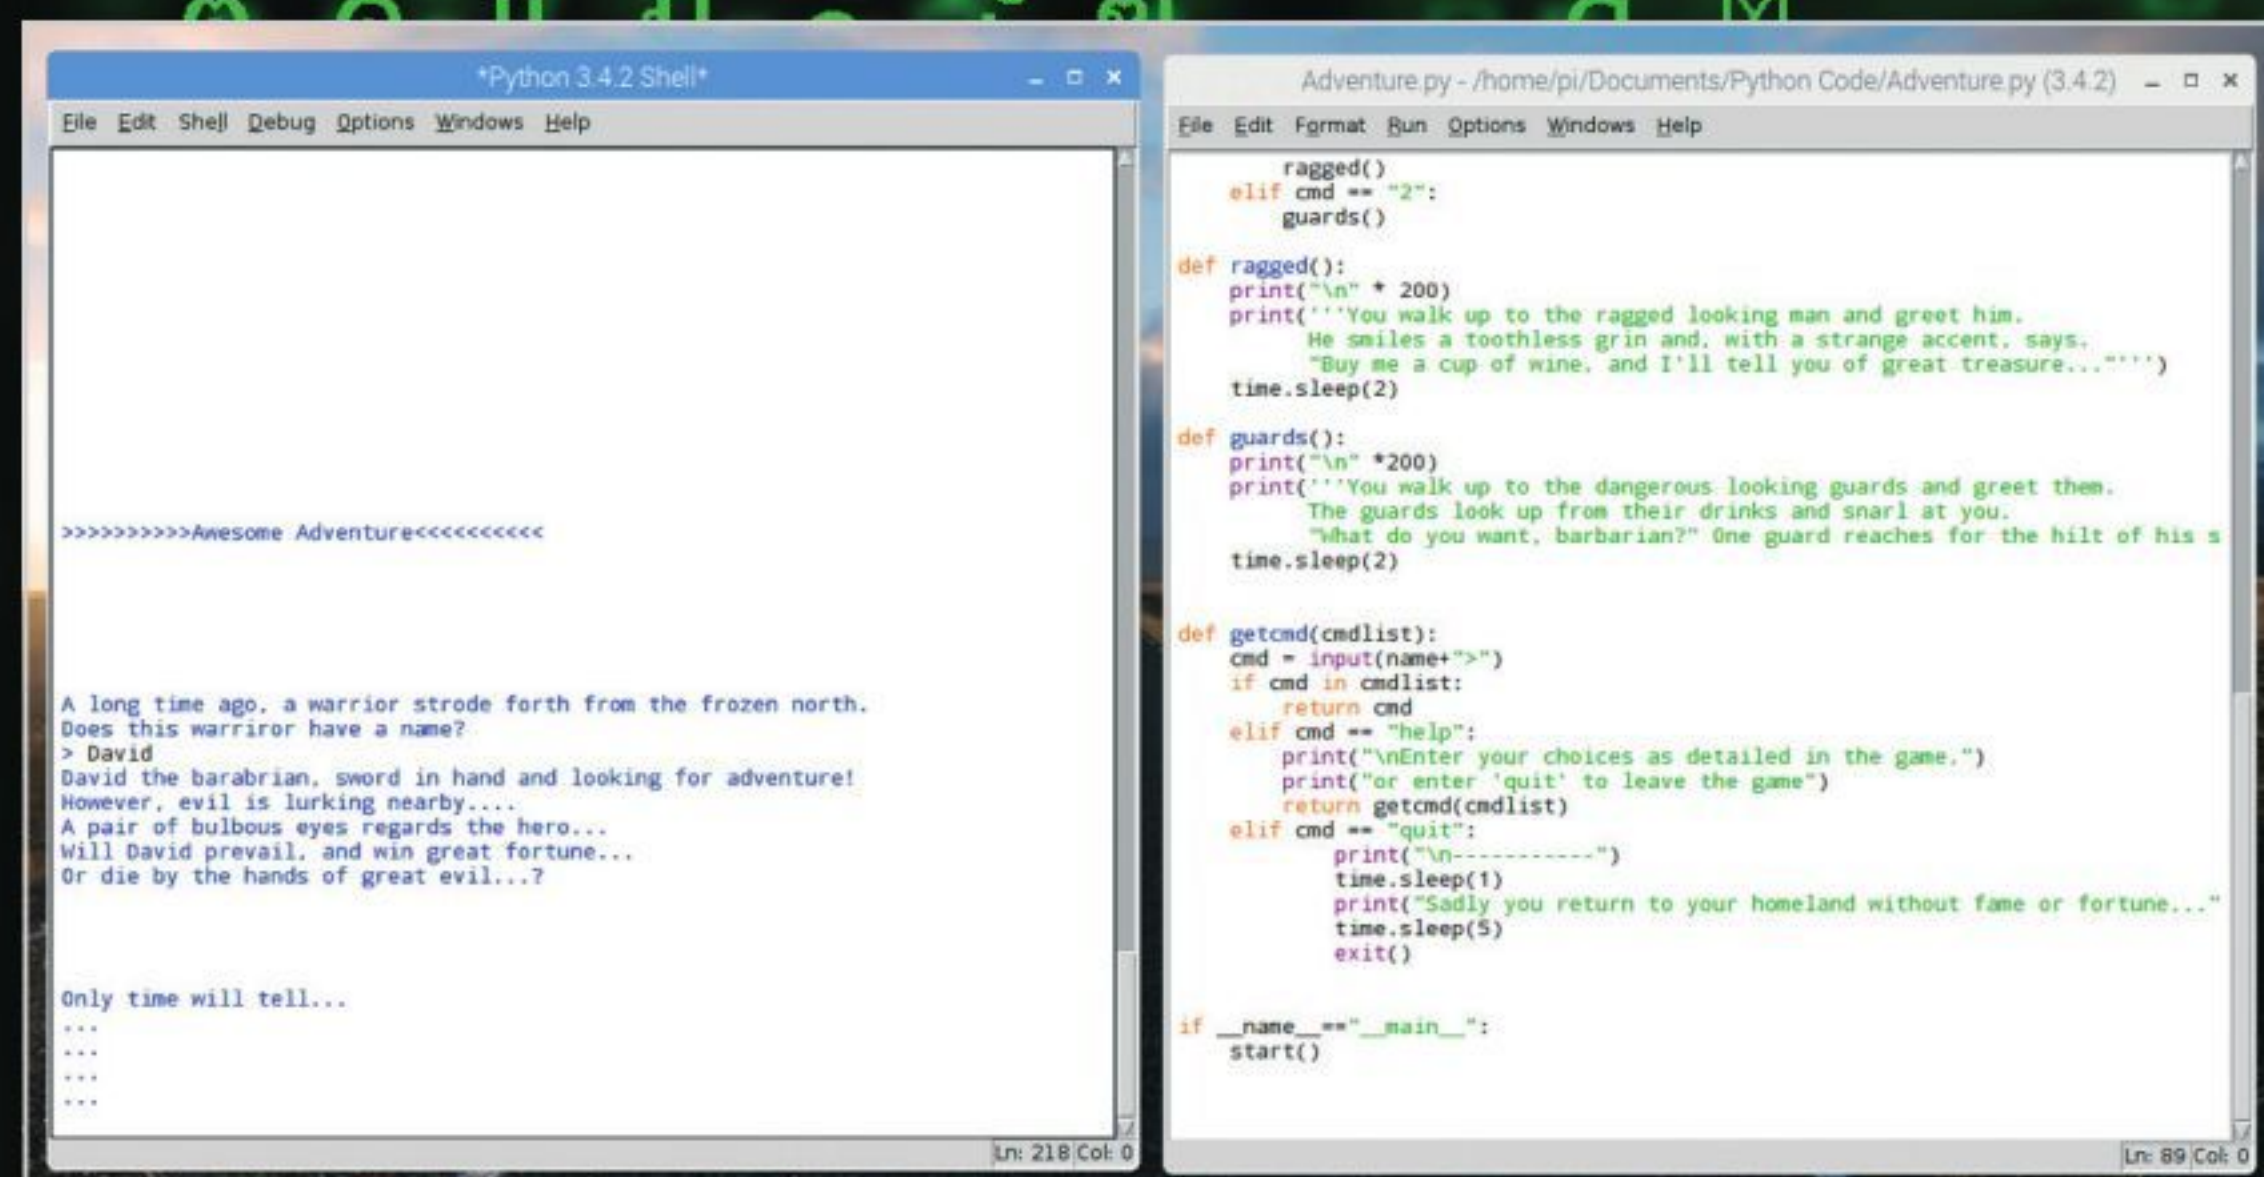 *Python 3.4.2 Shell*
File Edit Shell Debug Options Windows Help
>>>>>>>>>>Awesome Adventure<<<<<<<<<<
A long time ago, a warrior strode forth from the frozen north.
Does this warriror have a name?
> David
David the barabrian, sword in hand and looking for adventure!
However, evil is lurking nearby....
A pair of bulbous eyes regards the hero...
Will David prevail, and win great fortune...
Or die by the hands of great evil...?
Only time will tell...
...
...
...
...
Ln: 218 Col: 0
Adventure.py - /home/pi/Documents/Python Code/Adventure.py (3.4.2)
File Edit Format Run Options Windows Help
ragged()
elif cmd == "2":
guards()
def ragged():
print("\n" * 200)
print('''You walk up to the ragged looking man and greet him.
He smiles a toothless grin and, with a strange accent, says.
"Buy me a cup of wine, and I'll tell you of great treasure..."''')
time.sleep(2)
def guards():
print("\n" *200)
print('''You walk up to the dangerous looking guards and greet them.
The guards look up from their drinks and snarl at you.
"What do you want, barbarian?" One guard reaches for the hilt of his s
time.sleep(2)
def getcmd(cmdlist):
cmd = input(name+">")
if cmd in cmdlist:
return cmd
elif cmd == "help":
print("\nEnter your choices as detailed in the game.")
print("or enter 'quit' to leave the game")
return getcmd(cmdlist)
elif cmd == "quit":
print("\n-----------")
time.sleep(1)
print("Sadly you return to your homeland without fame or fortune..."
time.sleep(5)
exit()
if __name__=="__main__":
start()
Ln: 89 Col: 0